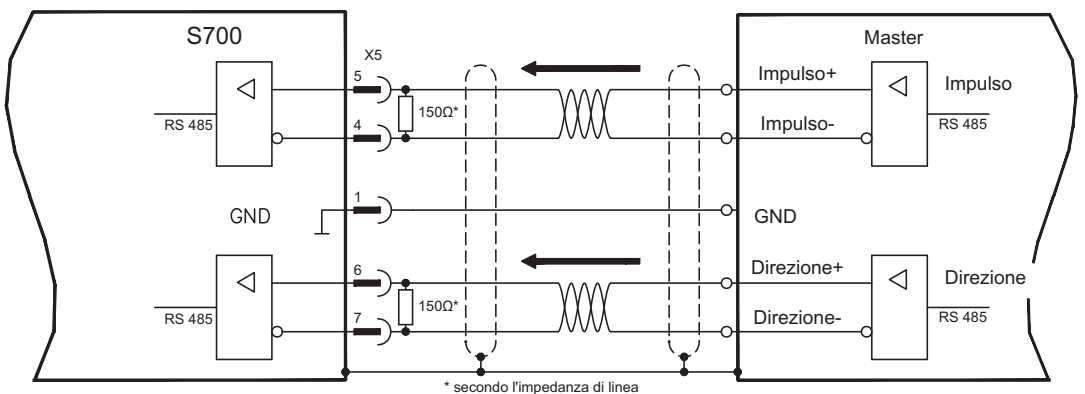 S700
Master
X5
5
Impulso+
Impulso
150Ω*
RS 485
4
Impulso-
RS 485
1
GND
GND
6
Direzione+
Direzione
150Ω*
RS 485
7
Direzione-
RS 485
* secondo l'impedanza di linea